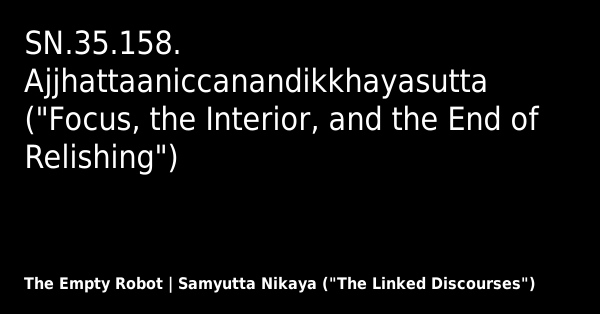 SN.35.158.
Ajjhattaaniccanandikkhayasutta
("Focus, the Interior, and the End of
Relishing")
The Empty Robot | Samyutta Nikaya ("The Linked Discourses")